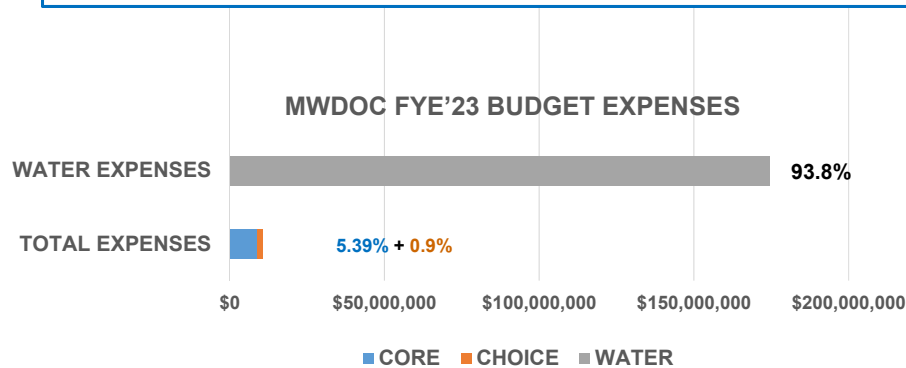 MWDOC FYE’23 BUDGET EXPENSES
WATER EXPENSES 93.8%
TOTAL EXPENSES 5.39% + 0.9%
$0 $50,000,000 $100,000,000 $150,000,000 $200,000,000
CORE CHOICE WATER